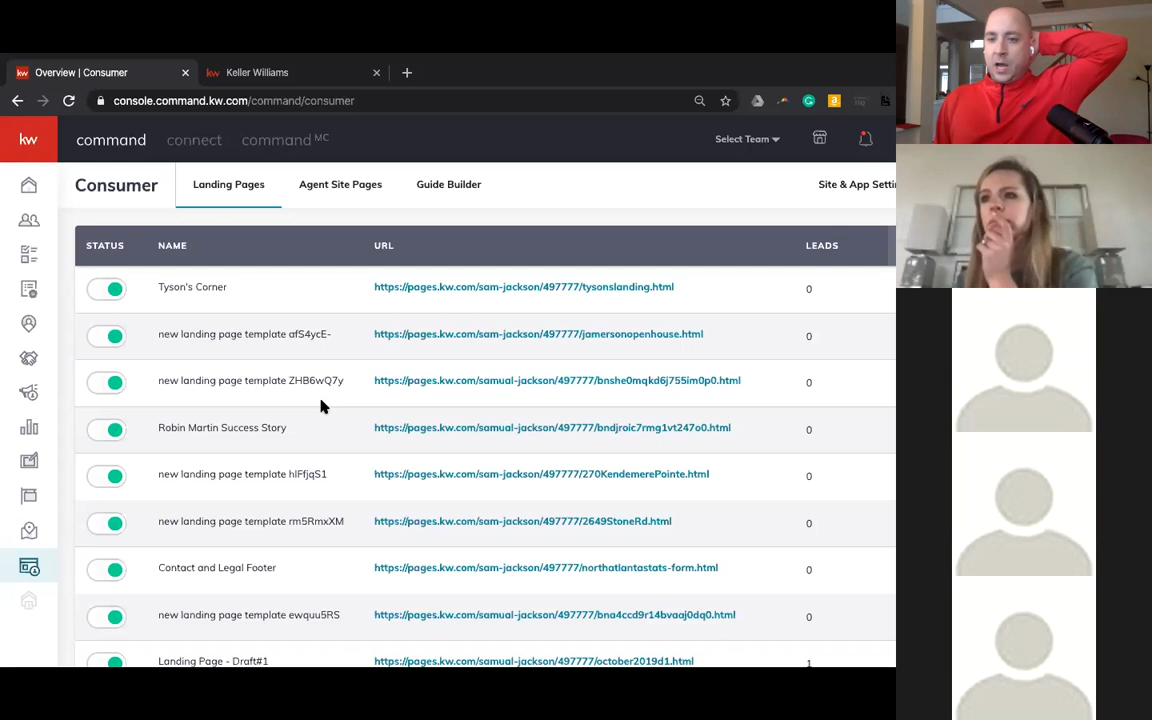 kw Overview | Consumer
kw Keller Williams
console.command.kw.com/command/consumer
kw command connect command MC Select Team
Consumer Landing Pages Agent Site Pages Guide Builder Site & App Setti
STATUS NAME URL LEADS
Tyson's Corner https://pages.kw.com/sam-jackson/497777/tysonslanding.html 0
new landing page template afS4ycE- https://pages.kw.com/sam-jackson/497777/jamersonopenhouse.html 0
new landing page template ZHB6wQ7y https://pages.kw.com/samual-jackson/497777/bnshe0mqkd6j755im0p0.html 0
Robin Martin Success Story https://pages.kw.com/samual-jackson/497777/bndjroic7rmg1vt247o0.html 0
new landing page template hlFfjqS1 https://pages.kw.com/sam-jackson/497777/270KendemerePointe.html 0
new landing page template rm5RmxXM https://pages.kw.com/sam-jackson/497777/2649StoneRd.html 0
Contact and Legal Footer https://pages.kw.com/sam-jackson/497777/northatlantastats-form.html 0
new landing page template ewquu5RS https://pages.kw.com/samual-jackson/497777/bna4ccd9r14bvaaj0dq0.html 0
Landing Page - Draft#1 https://pages.kw.com/samual-jackson/497777/october2019d1.html 1